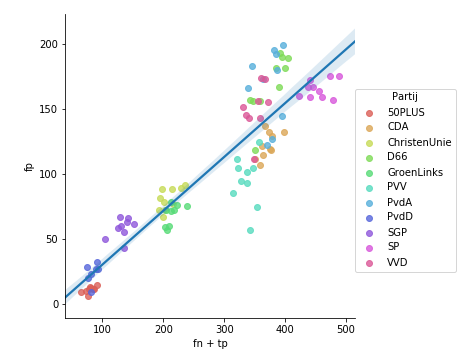 200
150
100
50
0
fp
100
200
300
400
500
fn + tp
Partij
50PLUS
CDA
ChristenUnie
D66
GroenLinks
PVV
PvdA
PvdD
SGP
SP
VVD